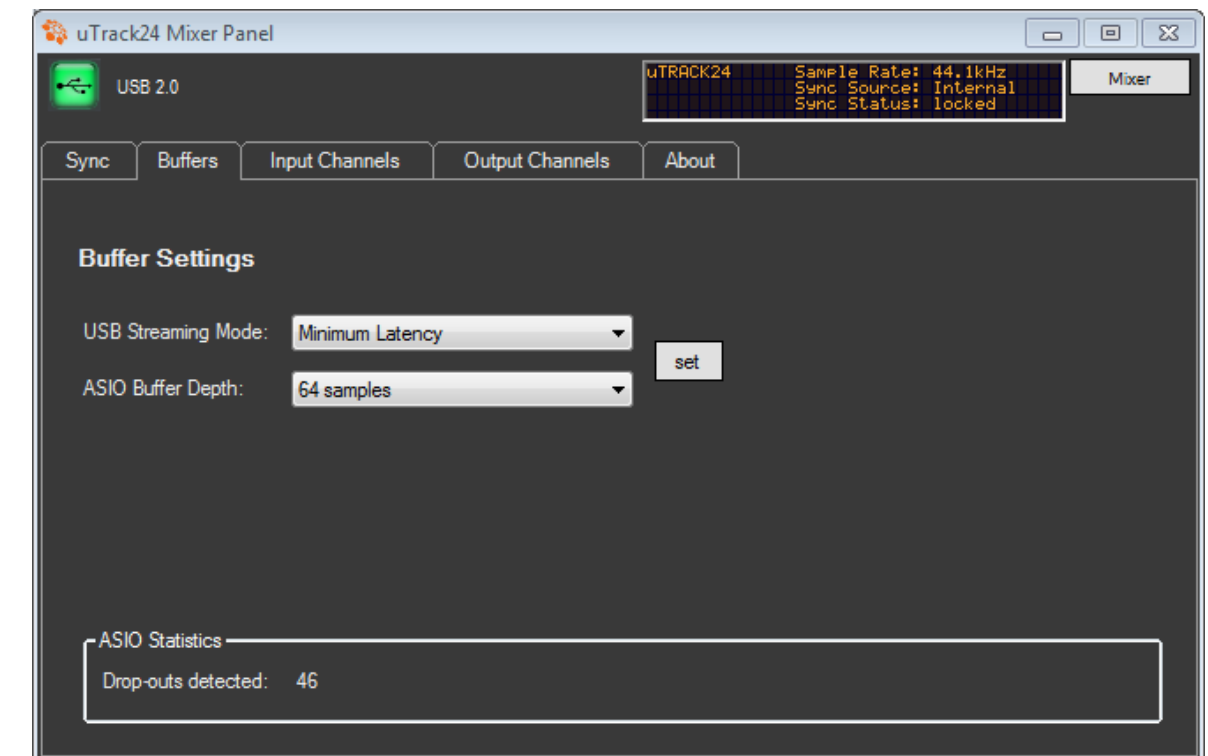 uTrack24 Mixer Panel
USB 2.0
uTRACK24 Sample Rate: 44.1kHz
Sync Source: Internal
Sync Status: locked
Mixer
Sync Buffers Input Channels Output Channels About
Buffer Settings
USB Streaming Mode: Minimum Latency
set
ASIO Buffer Depth: 64 samples
ASIO Statistics
Drop-outs detected: 46